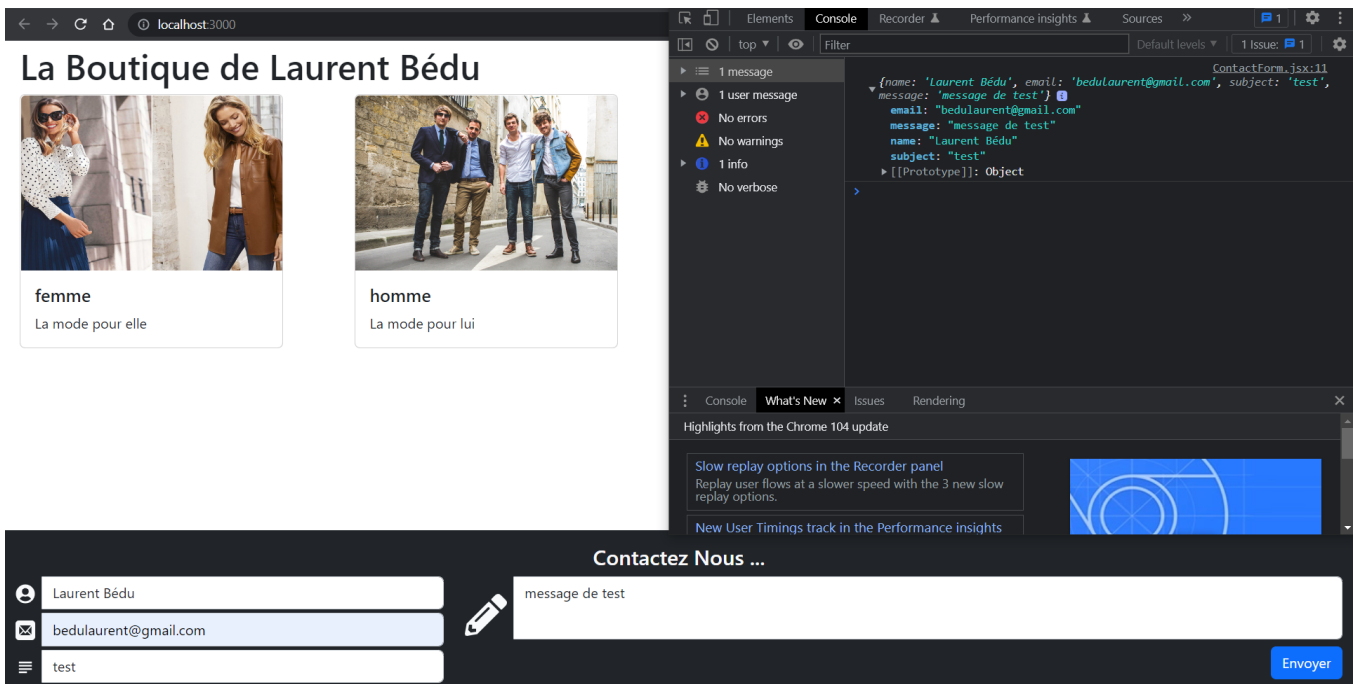 localhost:3000
La Boutique de Laurent Bédu
femme
La mode pour elle
homme
La mode pour lui
Elements Console Recorder Performance insights Sources » 1
top ▼ Filter Default levels ▼ 1 Issue: 1
1 message
1 user message
No errors
No warnings
1 info
No verbose
ContactForm.jsx:11
{name: 'Laurent Bédu', email: 'bedulaurent@gmail.com', subject: 'test',
message: 'message de test'}
email: "bedulaurent@gmail.com"
message: "message de test"
name: "Laurent Bédu"
subject: "test"
[[Prototype]]: Object
Console What's New × Issues Rendering
Highlights from the Chrome 104 update
Slow replay options in the Recorder panel
Replay user flows at a slower speed with the 3 new slow
replay options.
New User Timings track in the Performance insights
Contactez Nous ...
Laurent Bédu
bedulaurent@gmail.com
test
message de test
Envoyer